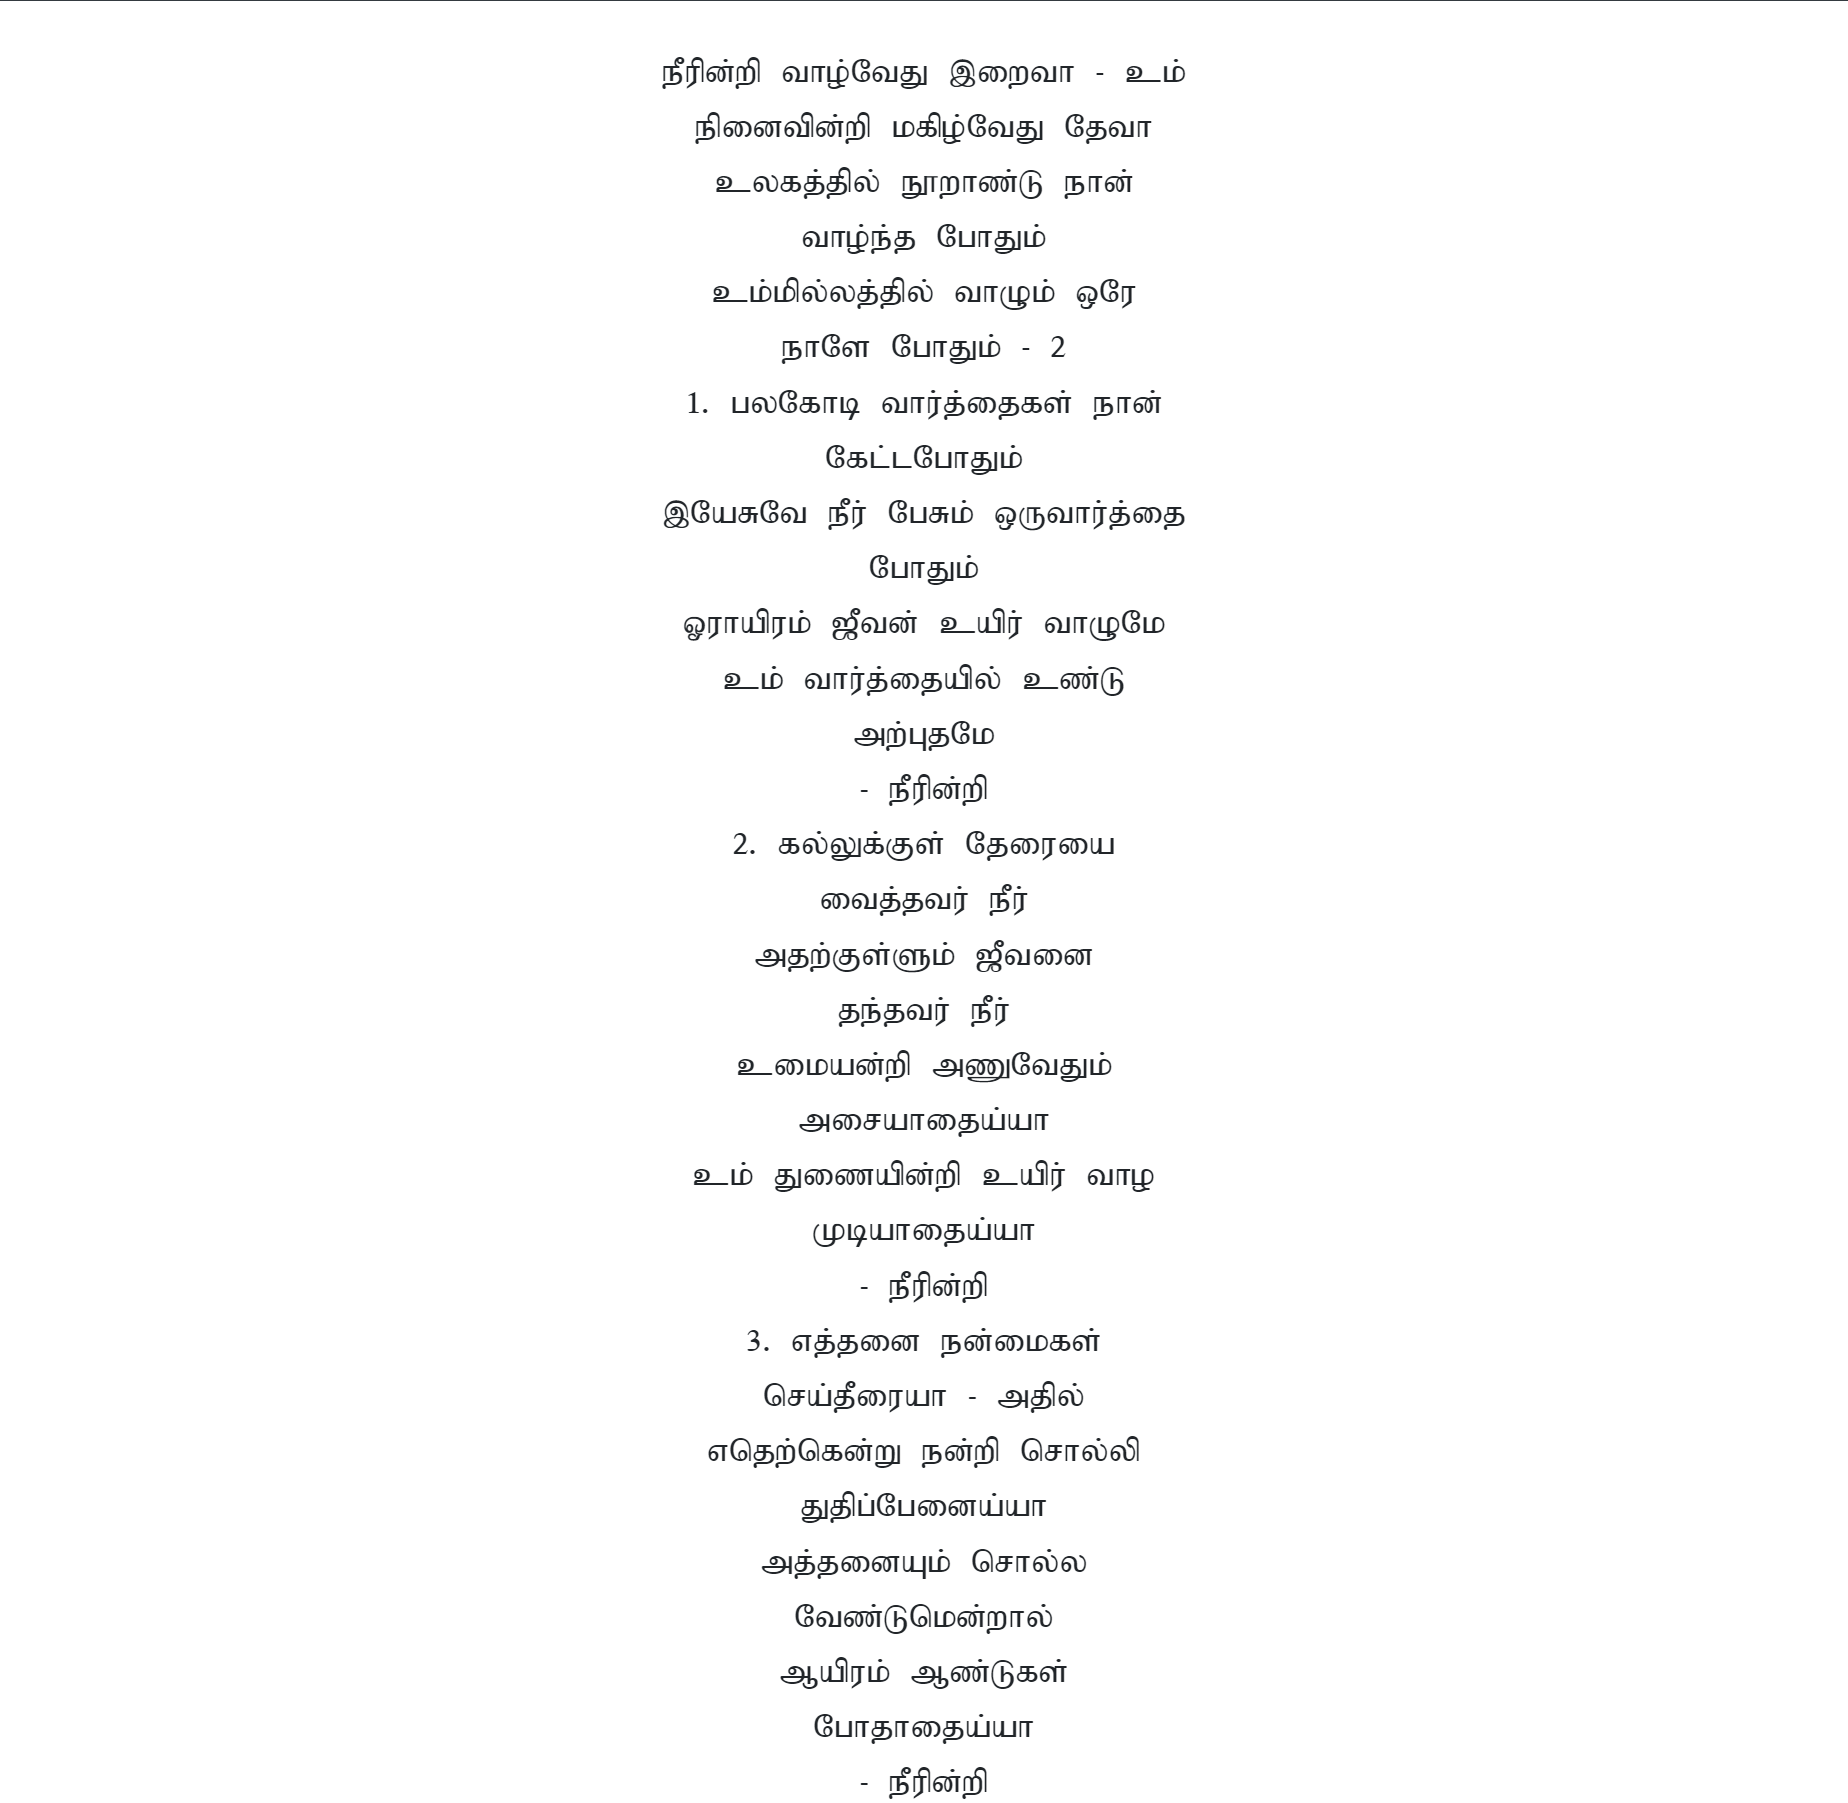 நீரின்றி வாழ்வேது இறைவா - உம்
நினைவின்றி மகிழ்வேது தேவா
உலகத்தில் நூறாண்டு நான்
வாழ்ந்த போதும்
உம்மில்லத்தில் வாழும் ஒரே
நாளே போதும் - 2
1. பலகோடி வார்த்தைகள் நான்
கேட்டபோதும்
இயேசுவே நீர் பேசும் ஒருவார்த்தை
போதும்
ஓராயிரம் ஜீவன் உயிர் வாழுமே
உம் வார்த்தையில் உண்டு
அற்புதமே
- நீரின்றி
2. கல்லுக்குள் தேரையை
வைத்தவர் நீர்
அதற்குள்ளும் ஜீவனை
தந்தவர் நீர்
உமையன்றி அணுவேதும்
அசையாதைய்யா
உம் துணையின்றி உயிர் வாழ
முடியாதைய்யா
- நீரின்றி
3. எத்தனை நன்மைகள்
செய்தீரையா - அதில்
எதெற்கென்று நன்றி சொல்லி
துதிப்பேனைய்யா
அத்தனையும் சொல்ல
வேண்டுமென்றால்
ஆயிரம் ஆண்டுகள்
போதாதைய்யா
- நீரின்றி